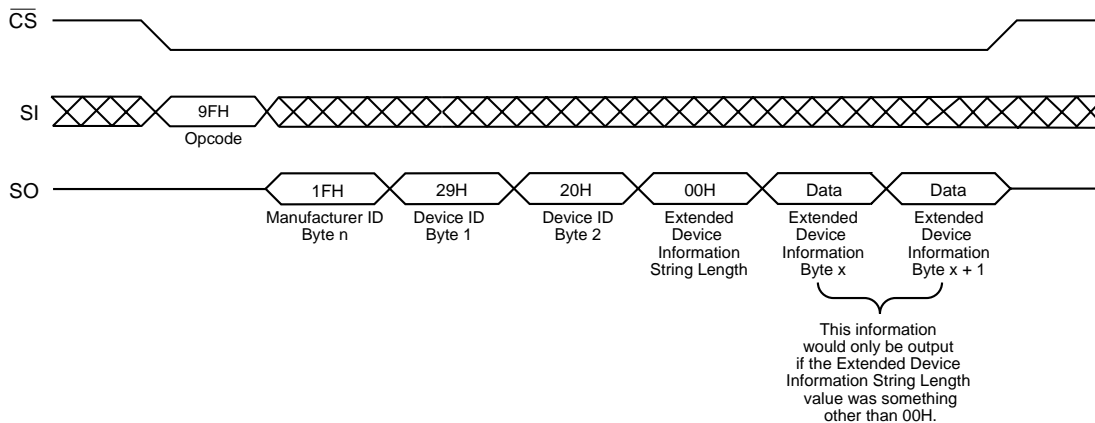 CS
SI
9FH
Opcode
SO
1FH
29H
20H
00H
Data
Data
Manufacturer ID
Byte n
Device ID
Byte 1
Device ID
Byte 2
Extended
Device
Information
String Length
Extended
Device
Information
Byte x
Extended
Device
Information
Byte x + 1
This information
would only be output
if the Extended Device
Information String Length
value was something
other than 00H.